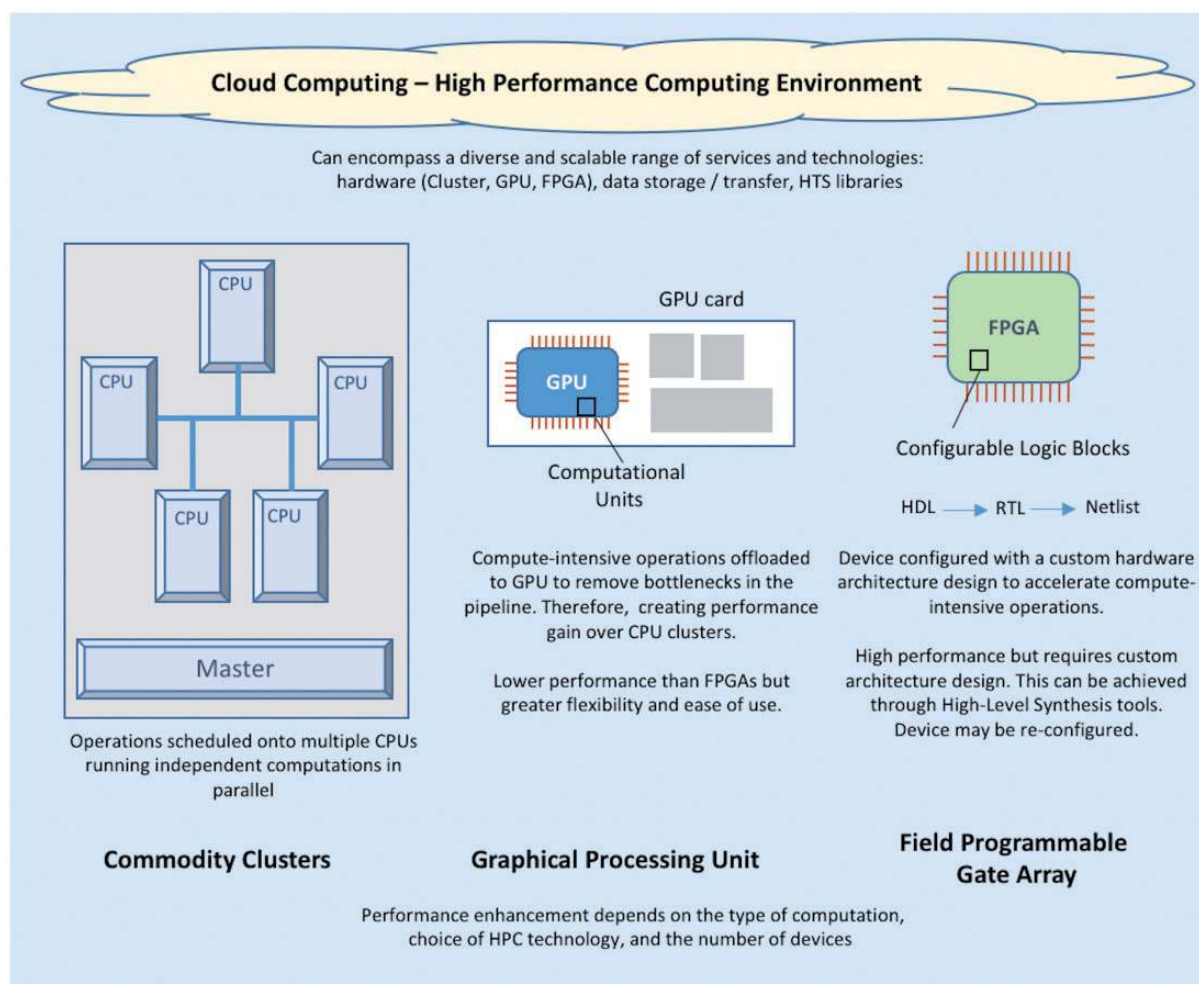 Cloud Computing – High Performance Computing Environment
Can encompass a diverse and scalable range of services and technologies:
hardware (Cluster, GPU, FPGA), data storage / transfer, HTS libraries
CPU
CPU
CPU
CPU
CPU
Master
Operations scheduled onto multiple CPUs
running independent computations in
parallel
Commodity Clusters
GPU card
GPU
Computational
Units
Compute-intensive operations offloaded
to GPU to remove bottlenecks in the
pipeline. Therefore, creating performance
gain over CPU clusters.
Lower performance than FPGAs but
greater flexibility and ease of use.
Graphical Processing Unit
FPGA
Configurable Logic Blocks
HDL RTL Netlist
Device configured with a custom hardware
architecture design to accelerate compute-
intensive operations.
High performance but requires custom
architecture design. This can be achieved
through High-Level Synthesis tools.
Device may be re-configured.
Field Programmable
Gate Array
Performance enhancement depends on the type of computation,
choice of HPC technology, and the number of devices